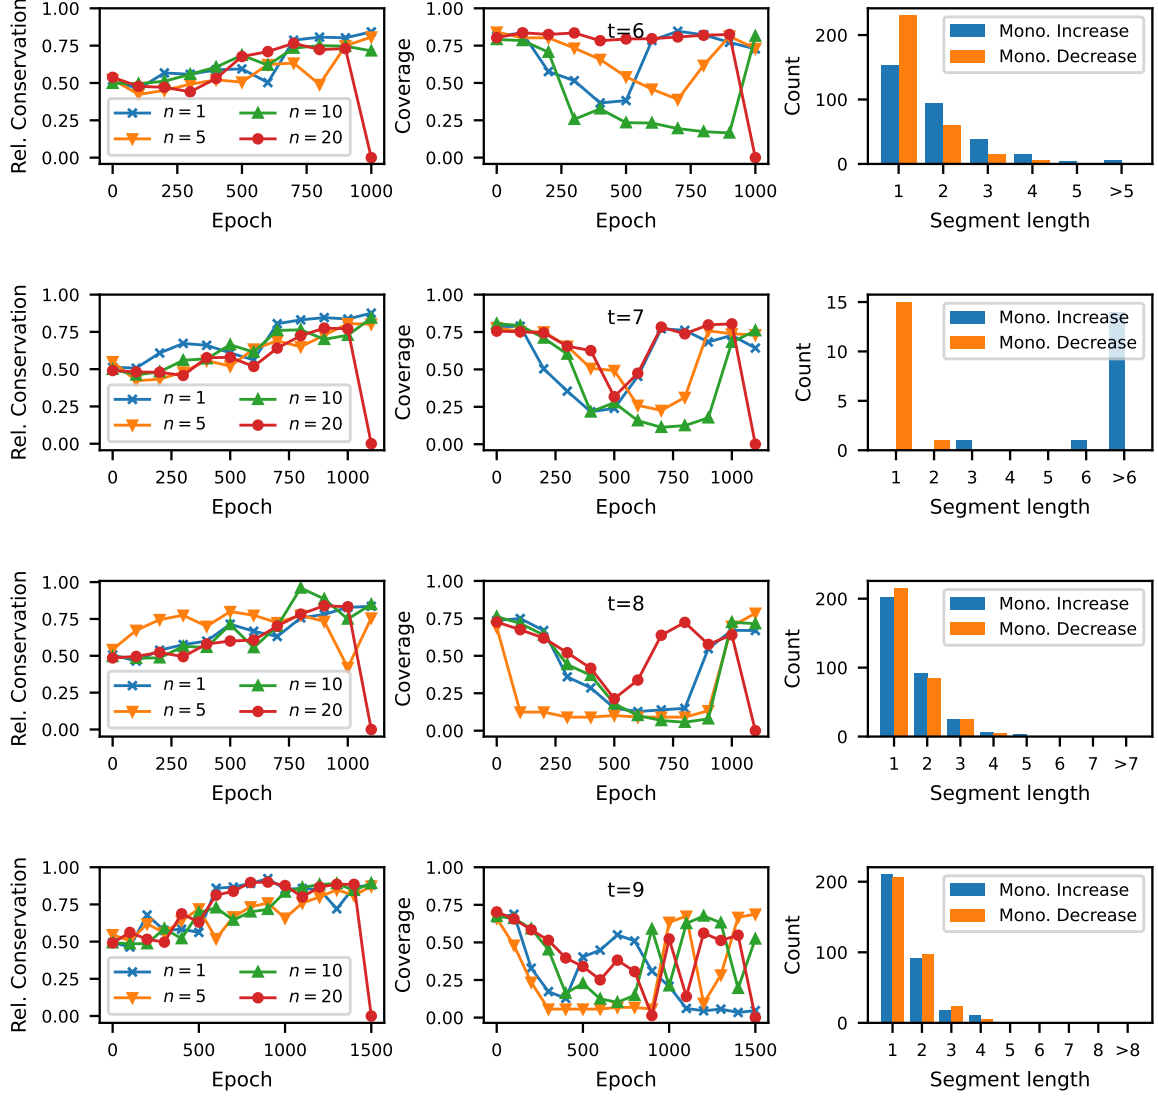 1.00
0.75
0.50
0.25
0.00
Rel. Conservation
n = 1
n = 5
n = 10
n = 20
0 250 500 750 1000
Epoch
1.00
0.75
0.50
0.25
0.00
Coverage
t=6
0 250 500 750 1000
Epoch
200
100
0
Count
Mono. Increase
Mono. Decrease
1 2 3 4 5 >5
Segment length
1.00
0.75
0.50
0.25
0.00
Rel. Conservation
n = 1
n = 5
n = 10
n = 20
0 250 500 750 1000
Epoch
1.00
0.75
0.50
0.25
0.00
Coverage
t=7
0 250 500 750 1000
Epoch
15
10
5
0
Count
Mono. Increase
Mono. Decrease
1 2 3 4 5 6 >6
Segment length
1.00
0.75
0.50
0.25
0.00
Rel. Conservation
n = 1
n = 5
n = 10
n = 20
0 250 500 750 1000
Epoch
1.00
0.75
0.50
0.25
0.00
Coverage
t=8
0 250 500 750 1000
Epoch
200
100
0
Count
Mono. Increase
Mono. Decrease
1 2 3 4 5 6 7 >7
Segment length
1.00
0.75
0.50
0.25
0.00
Rel. Conservation
n = 1
n = 5
n = 10
n = 20
0 500 1000 1500
Epoch
1.00
0.75
0.50
0.25
0.00
Coverage
t=9
0 500 1000 1500
Epoch
200
100
0
Count
Mono. Increase
Mono. Decrease
1 2 3 4 5 6 7 8 >8
Segment length